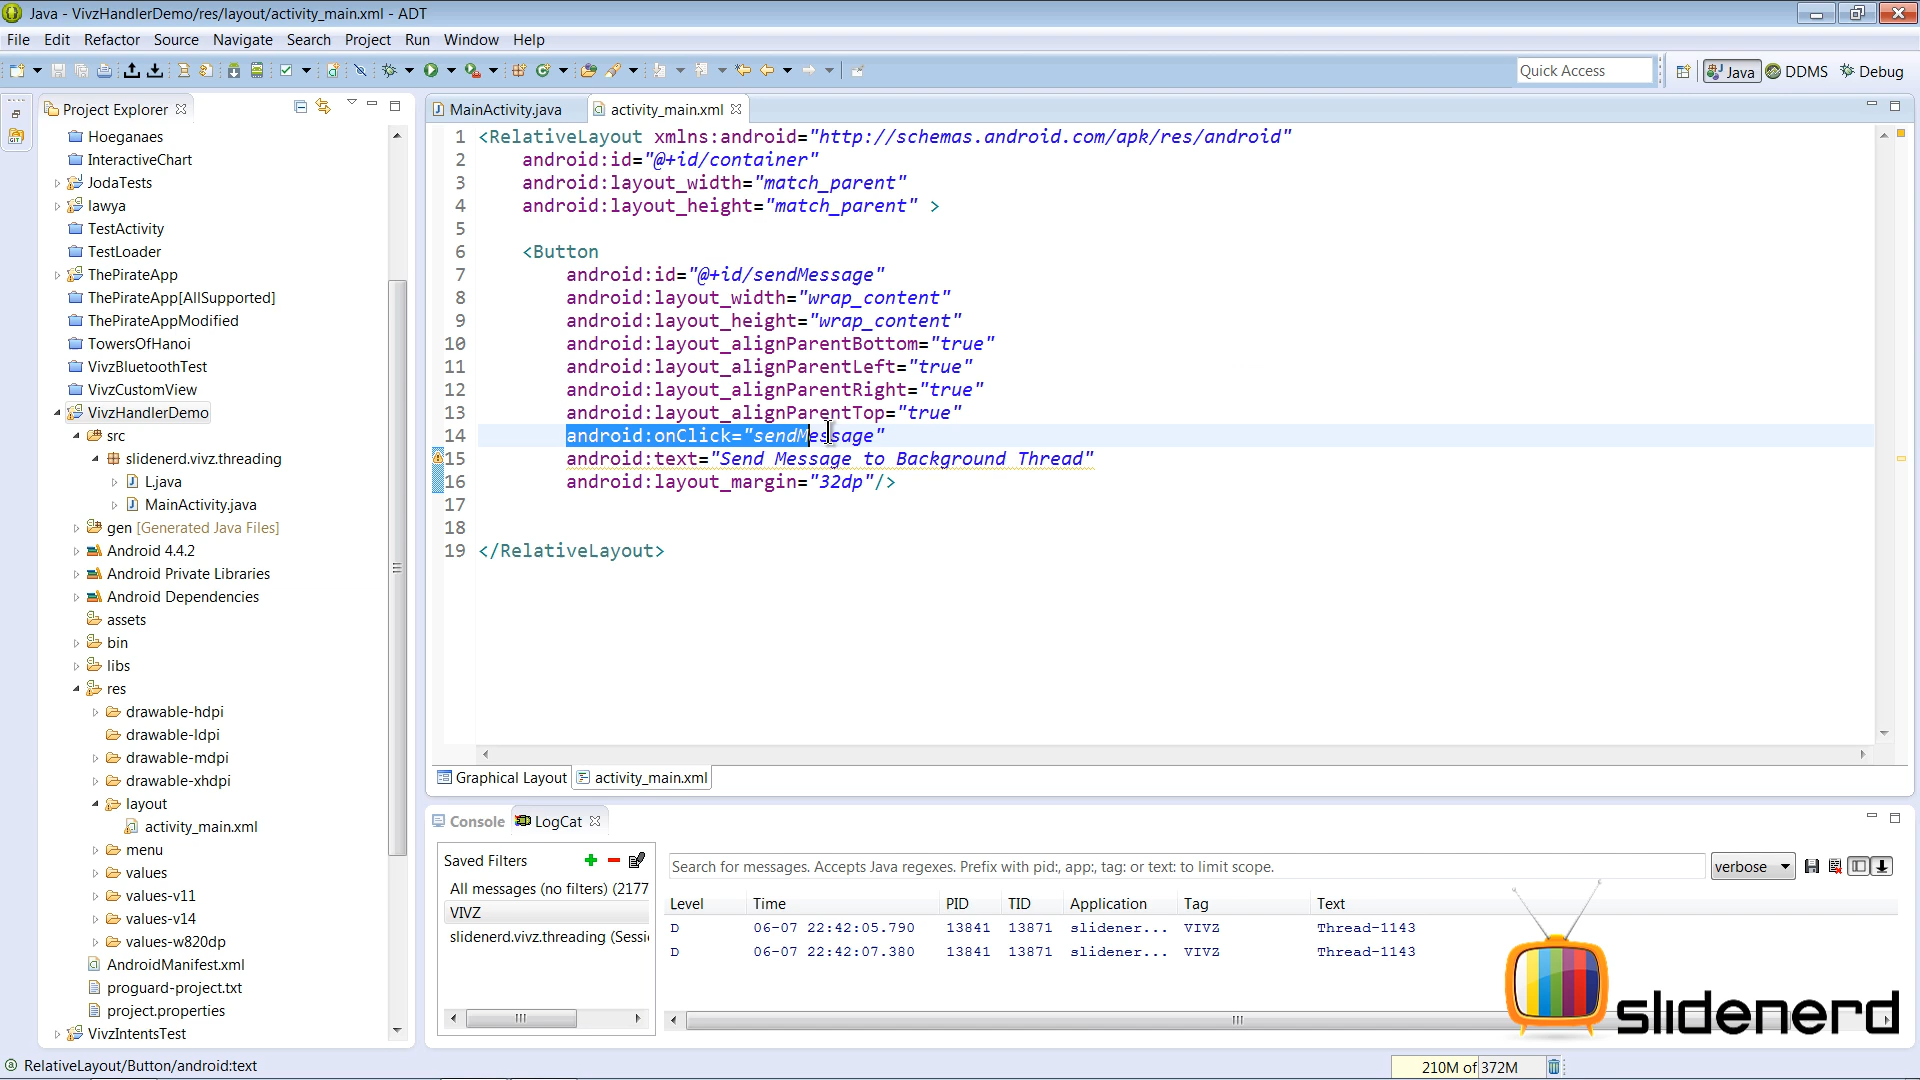 Java - VivzHandlerDemo/res/layout/activity_main.xml - ADT
File Edit Refactor Source Navigate Search Project Run Window Help
Quick Access
Java
DDMS
Debug
Project Explorer
MainActivity.java
activity_main.xml
Hoeganaes
InteractiveChart
JodaTests
lawya
TestActivity
TestLoader
ThePirateApp
ThePirateApp[AllSupported]
ThePirateAppModified
TowersOfHanoi
VivzBluetoothTest
VivzCustomView
VivzHandlerDemo
src
slidenerd.vivz.threading
L.java
MainActivity.java
gen [Generated Java Files]
Android 4.4.2
Android Private Libraries
Android Dependencies
assets
bin
libs
res
drawable-hdpi
drawable-ldpi
drawable-mdpi
drawable-xhdpi
layout
activity_main.xml
menu
values
values-v11
values-v14
values-w820dp
AndroidManifest.xml
proguard-project.txt
project.properties
VivzIntentsTest
1 <RelativeLayout xmlns:android="http://schemas.android.com/apk/res/android"
2 android:id="@+id/container"
3 android:layout_width="match_parent"
4 android:layout_height="match_parent" >
5
6 <Button
7 android:id="@+id/sendMessage"
8 android:layout_width="wrap_content"
9 android:layout_height="wrap_content"
10 android:layout_alignParentBottom="true"
11 android:layout_alignParentLeft="true"
12 android:layout_alignParentRight="true"
13 android:layout_alignParentTop="true"
14 android:onClick="sendMessage"
15 android:text="Send Message to Background Thread"
16 android:layout_margin="32dp"/>
17
18
19 </RelativeLayout>
Graphical Layout
activity_main.xml
Console
LogCat
Saved Filters
All messages (no filters) (2177
VIVZ
slidenerd.vivz.threading (Sessi
Search for messages. Accepts Java regexes. Prefix with pid:, app:, tag: or text: to limit scope.
verbose
Level Time PID TID Application Tag Text
D 06-07 22:42:05.790 13841 13871 slidener... VIVZ Thread-1143
D 06-07 22:42:07.380 13841 13871 slidener... VIVZ Thread-1143
slidenerd
RelativeLayout/Button/android:text
210M of 372M